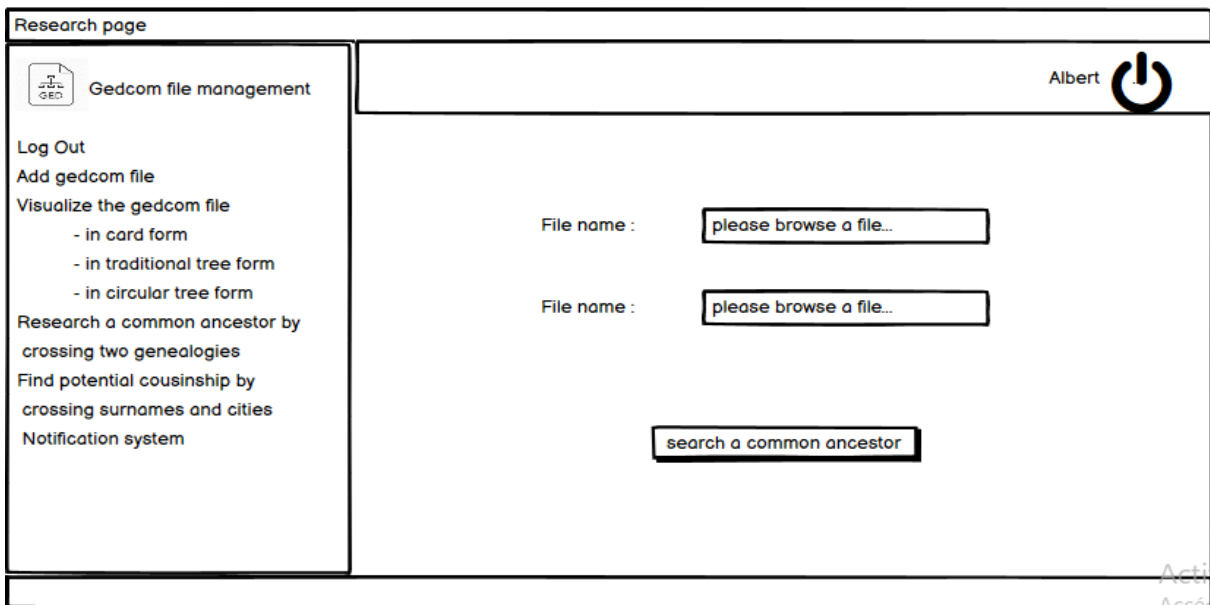 Research page
GED
Gedcom file management
Albert
Log Out
Add gedcom file
Visualize the gedcom file
- in card form
- in traditional tree form
- in circular tree form
Research a common ancestor by
crossing two genealogies
Find potential cousinship by
crossing surnames and cities
Notification system
File name :
please browse a file...
File name :
please browse a file...
search a common ancestor
Acti